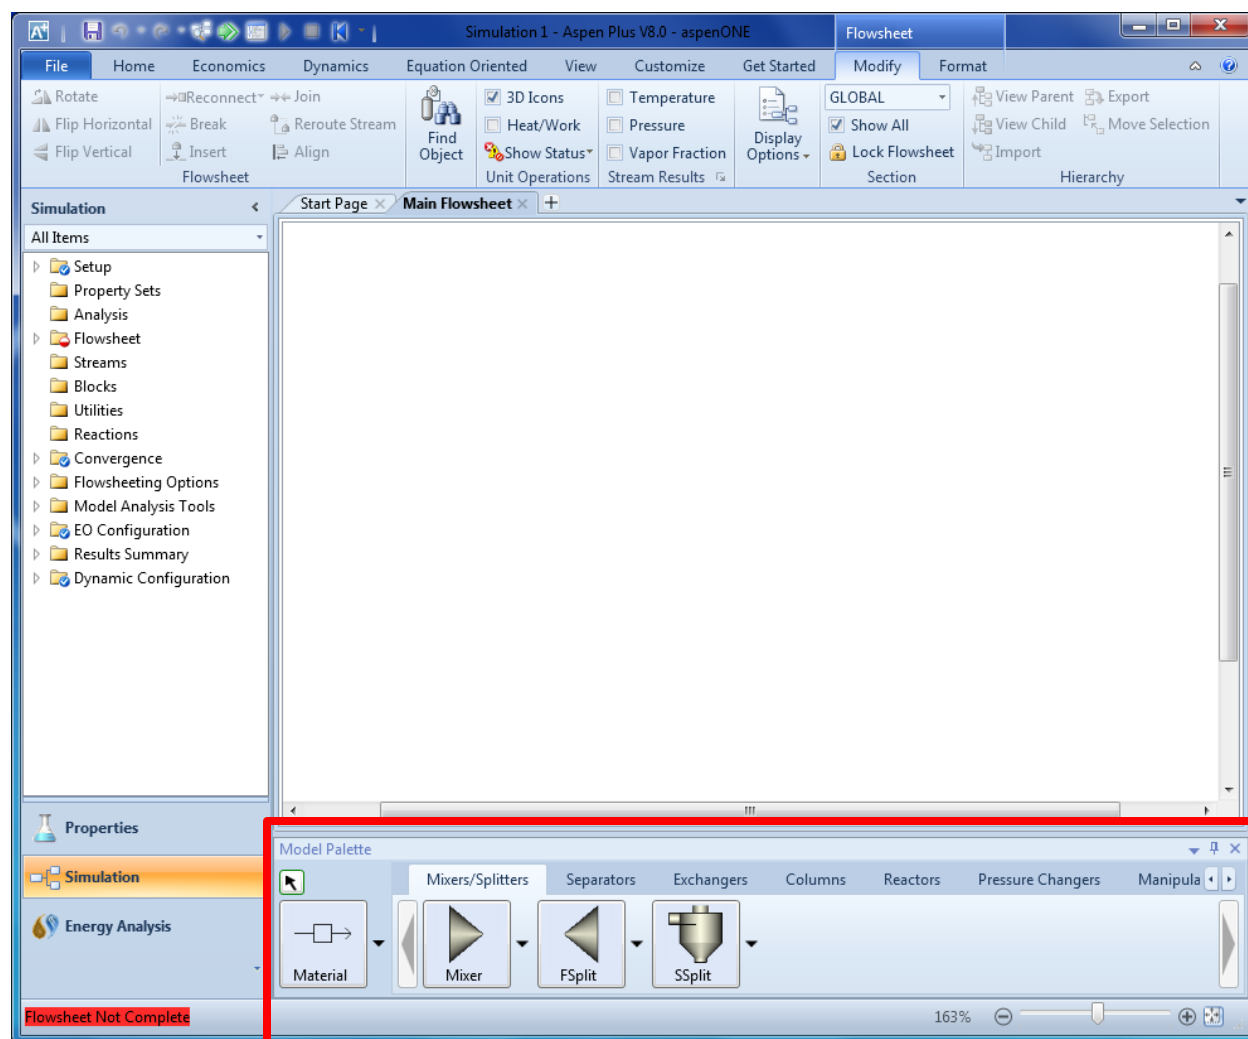 Simulation 1 - Aspen Plus V8.0 - aspenONE
Flowsheet
File Home Economics Dynamics Equation Oriented View Customize Get Started Modify Format
Rotate Reconnect Join 3D Icons Temperature GLOBAL View Parent Export
Flip Horizontal Break Reroute Stream Find Heat/Work Pressure Display Show All View Child Move Selection
Flip Vertical Insert Align Object Show Status Vapor Fraction Options Lock Flowsheet Import
Flowsheet Unit Operations Stream Results Section Hierarchy
Simulation
Start Page Main Flowsheet
All Items
Setup
Property Sets
Analysis
Flowsheet
Streams
Blocks
Utilities
Reactions
Convergence
Flowsheeting Options
Model Analysis Tools
EO Configuration
Results Summary
Dynamic Configuration
Properties
Simulation
Energy Analysis
Model Palette
Mixers/Splitters Separators Exchangers Columns Reactors Pressure Changers Manipula
Material Mixer FSplit SSplit
Flowsheet Not Complete
163%